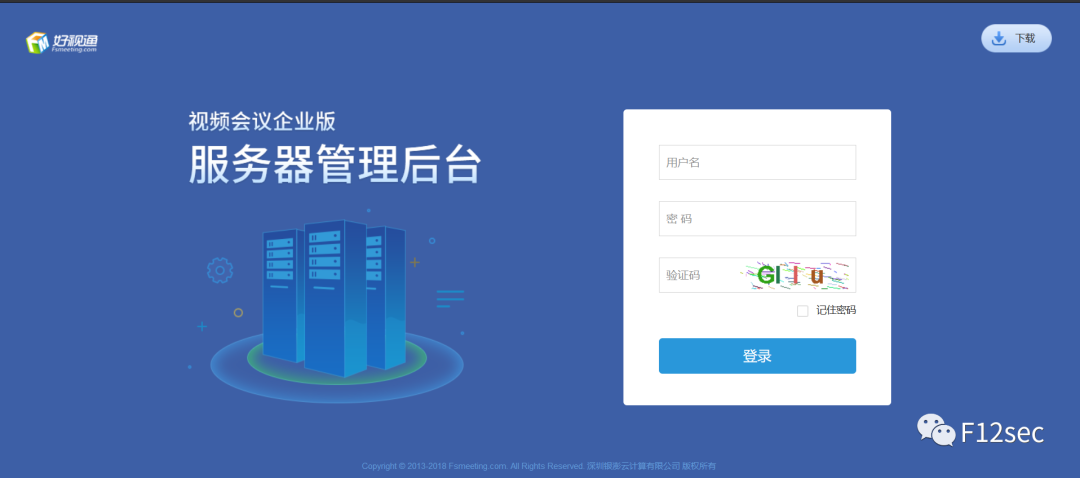 好视通
Fsmeeting.com
下载
视频会议企业版
服务器管理后台
用户名
密 码
验证码
记住密码
登录
F12sec
Copyright © 2013-2018 Fsmeeting.com. All Rights Reserved. 深圳银澎云计算有限公司 版权所有